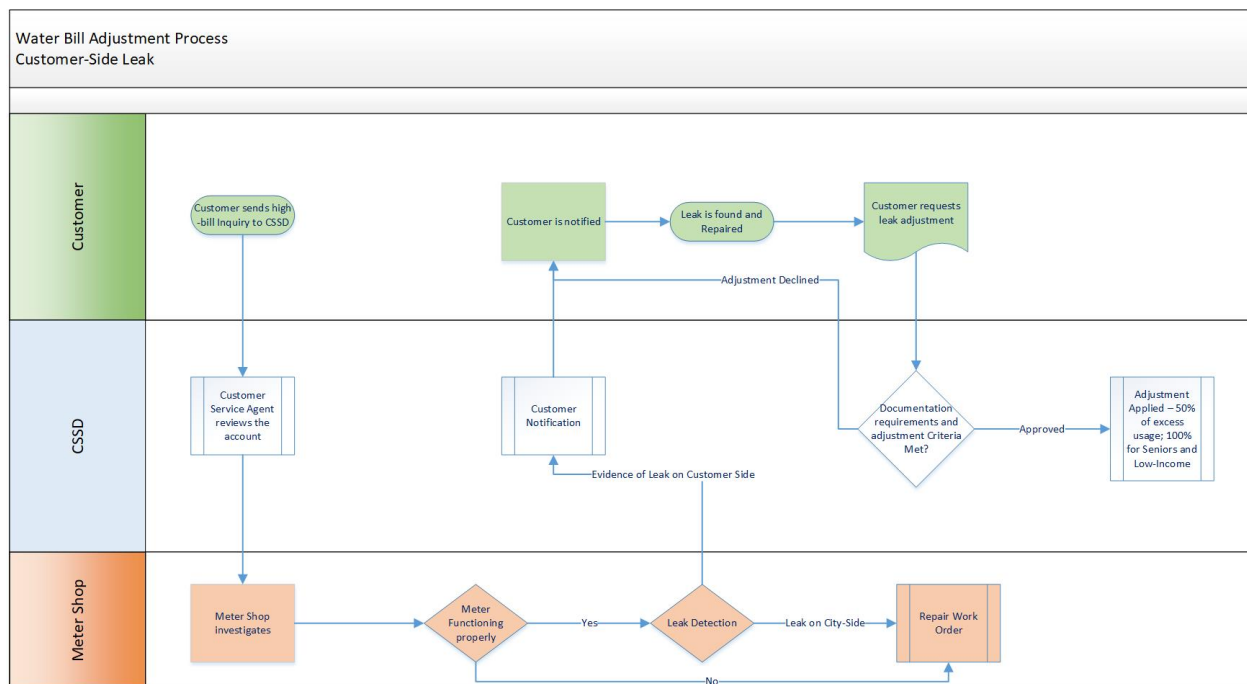 Water Bill Adjustment Process
Customer-Side Leak
Customer
Customer sends high
-bill Inquiry to CSSD
Customer is notified
Leak is found and
Repaired
Customer requests
leak adjustment
Adjustment Declined
CSSD
Customer
Service Agent
reviews the
account
Customer
Notification
Documentation
requirements and
adjustment Criteria
Met?
Approved
Adjustment
Applied – 50%
of excess
usage; 100%
for Seniors and
Low-Income
Evidence of Leak on Customer Side
Meter Shop
Meter Shop
investigates
Meter
Functioning
properly
Yes
Leak Detection
Leak on City-Side
Repair Work
Order
No